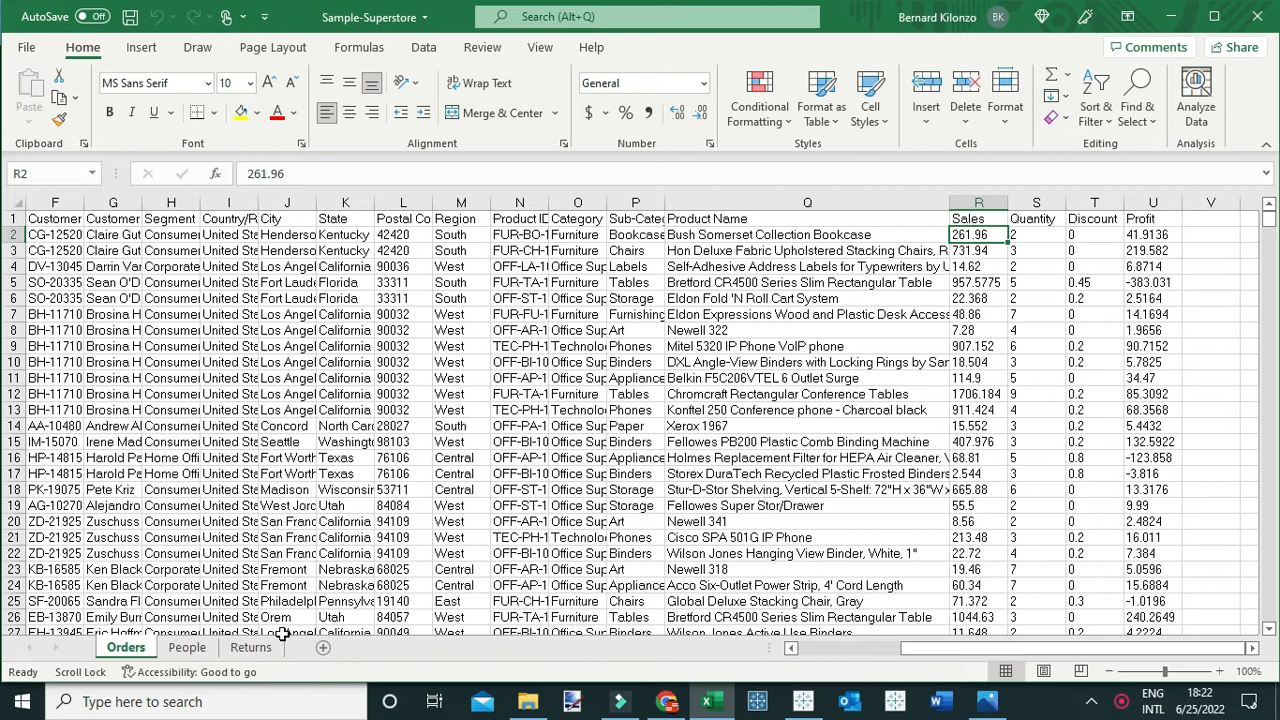 AutoSave Off Sample-Superstore Search (Alt+Q) Bernard Kilonzo BK
File Home Insert Draw Page Layout Formulas Data Review View Help Comments Share
MS Sans Serif 10 Wrap Text General
Paste B I U A Merge & Center $ % Conditional Formatting Format as Table Cell Styles Insert Delete Format Sort & Filter Find & Select Analyze Data
Clipboard Font Alignment Number Styles Cells Editing Analysis
R2 fx 261.96
F G H I J K L M N O P Q R S T U V
1 Customer Customer Segment Country/R City State Postal Co Region Product ID Category Sub-Categ Product Name Sales Quantity Discount Profit
2 CG-12520 Claire Gut Consumer United Sta Henderso Kentucky 42420 South FUR-BO-1 Furniture Bookcase Bush Somerset Collection Bookcase 261.96 2 0 41.9136
3 CG-12520 Claire Gut Consumer United Sta Henderso Kentucky 42420 South FUR-CH-1 Furniture Chairs Hon Deluxe Fabric Upholstered Stacking Chairs, R 731.94 3 0 219.582
4 DV-13045 Darrin Var Corporate United Sta Los Angel California 90036 West OFF-LA-1 Office Sup Labels Self-Adhesive Address Labels for Typewriters by U 14.62 2 0 6.8714
5 SO-20335 Sean O'D Consumer United Sta Fort Laude Florida 33311 South FUR-TA-1 Furniture Tables Bretford CR4500 Series Slim Rectangular Table 957.5775 5 0.45 -383.031
6 SO-20335 Sean O'D Consumer United Sta Fort Laude Florida 33311 South OFF-ST-1 Office Sup Storage Eldon Fold 'N Roll Cart System 22.368 2 0.2 2.5164
7 BH-11710 Brosina H Consumer United Sta Los Angel California 90032 West FUR-FU-1 Furniture Furnishing Eldon Expressions Wood and Plastic Desk Access 48.86 7 0 14.1694
8 BH-11710 Brosina H Consumer United Sta Los Angel California 90032 West OFF-AR-1 Office Sup Art Newell 322 7.28 4 0 1.9656
9 BH-11710 Brosina H Consumer United Sta Los Angel California 90032 West TEC-PH-1 Technolo Phones Mitel 5320 IP Phone VoIP phone 907.152 6 0.2 90.7152
10 BH-11710 Brosina H Consumer United Sta Los Angel California 90032 West OFF-BI-10 Office Sup Binders DXL Angle-View Binders with Locking Rings by Sam 18.504 3 0.2 5.7825
11 BH-11710 Brosina H Consumer United Sta Los Angel California 90032 West OFF-AP-1 Office Sup Appliance Belkin F5C206VTEL 6 Outlet Surge 114.9 5 0 34.47
12 BH-11710 Brosina H Consumer United Sta Los Angel California 90032 West FUR-TA-1 Furniture Tables Chromcraft Rectangular Conference Tables 1706.184 9 0.2 85.3092
13 BH-11710 Brosina H Consumer United Sta Los Angel California 90032 West TEC-PH-1 Technolo Phones Konftel 250 Conference phone - Charcoal black 911.424 4 0.2 68.3568
14 AA-10480 Andrew Al Consumer United Sta Concord North Car 28027 South OFF-PA-1 Office Sup Paper Xerox 1967 15.552 3 0.2 5.4432
15 IM-15070 Irene Mad Consumer United Sta Seattle Washingto 98103 West OFF-BI-10 Office Sup Binders Fellowes PB200 Plastic Comb Binding Machine 407.976 3 0.2 132.5922
16 HP-14815 Harold Pa Home Offi United Sta Fort Worth Texas 76106 Central OFF-AP-1 Office Sup Appliance Holmes Replacement Filter for HEPA Air Cleaner, V 68.81 5 0.8 -123.858
17 HP-14815 Harold Pa Home Offi United Sta Fort Worth Texas 76106 Central OFF-BI-10 Office Sup Binders Storex DuraTech Recycled Plastic Frosted Binders 2.544 3 0.8 -3.816
18 PK-19075 Pete Kriz Consumer United Sta Madison Wisconsin 53711 Central OFF-ST-1 Office Sup Storage Stur-D-Stor Shelving, Vertical 5-Shelf: 72"H x 36"W x 665.88 6 0 13.3176
19 AG-10270 Alejandro Consumer United Sta West Jord Utah 84084 West OFF-ST-1 Office Sup Storage Fellowes Super Stor/Drawer 55.5 2 0 9.99
20 ZD-21925 Zuschuss Consumer United Sta San Franc California 94109 West OFF-AR-1 Office Sup Art Newell 341 8.56 2 0 2.4824
21 ZD-21925 Zuschuss Consumer United Sta San Franc California 94109 West TEC-PH-1 Technolo Phones Cisco SPA 501G IP Phone 213.48 3 0.2 16.011
22 ZD-21925 Zuschuss Consumer United Sta San Franc California 94109 West OFF-BI-10 Office Sup Binders Wilson Jones Hanging View Binder, White, 1" 22.72 4 0.2 7.384
23 KB-16585 Ken Black Corporate United Sta Fremont Nebraska 68025 Central OFF-AR-1 Office Sup Art Newell 318 19.46 7 0 5.0596
24 KB-16585 Ken Black Corporate United Sta Fremont Nebraska 68025 Central OFF-AP-1 Office Sup Appliance Acco Six-Outlet Power Strip, 4' Cord Length 60.34 7 0 15.6884
25 SF-20065 Sandra Fl Consumer United Sta Philadelpl Pennsylva 19140 East FUR-CH-1 Furniture Chairs Global Deluxe Stacking Chair, Gray 71.372 2 0.3 -1.0196
26 EB-13870 Emily Burr Consumer United Sta Orem Utah 84057 West FUR-TA-1 Furniture Tables Bretford CR4500 Series Slim Rectangular Table 1044.63 3 0 240.2649
27 EH-13945 Eric Hoffm Consumer United Sta Los Angel California 90049 West OFF-BI-10 Office Sup Binders Wilson Jones Active Use Binders 11.648 2 0.2 4.2224
Orders People Returns
Ready Scroll Lock Accessibility: Good to go 100%
Type here to search ENG INTL 18:22 6/25/2022